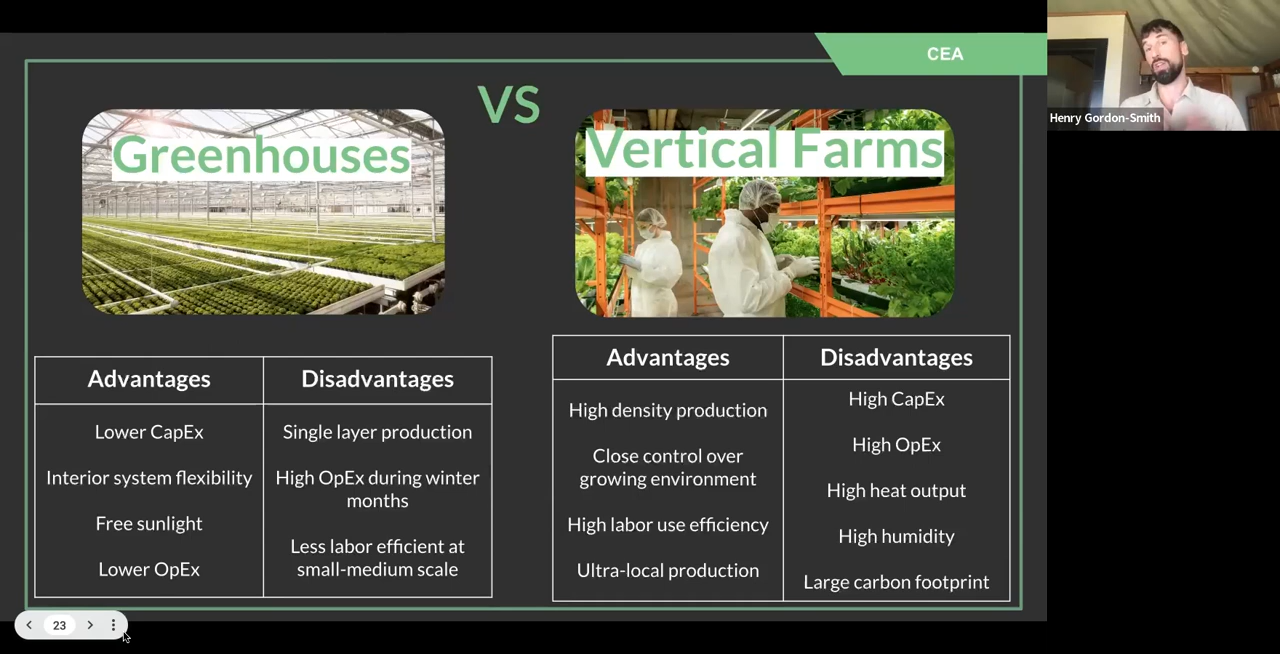 CEA
Henry Gordon-Smith
VS
Greenhouses
Vertical Farms
Advantages
Disadvantages
Lower CapEx
Interior system flexibility
Free sunlight
Lower OpEx
Single layer production
High OpEx during winter
months
Less labor efficient at
small-medium scale
Advantages
Disadvantages
High density production
Close control over
growing environment
High labor use efficiency
Ultra-local production
High CapEx
High OpEx
High heat output
High humidity
Large carbon footprint
23